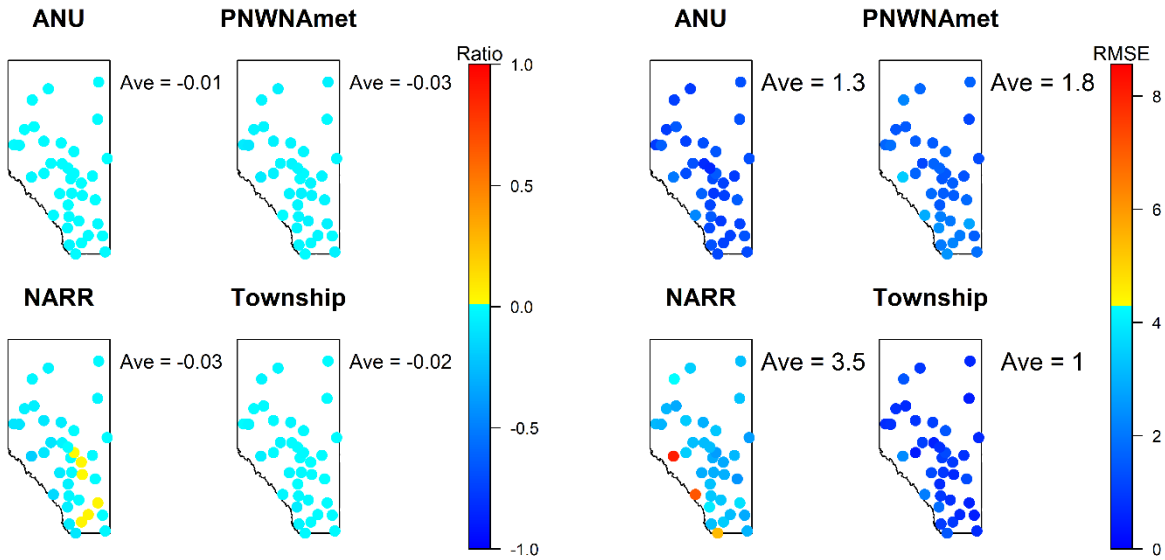 ANU PNWNAmet
Ratio
Ave = -0.01 Ave = -0.03
1.0
0.5
0.0
-0.5
-1.0
NARR Township
Ave = -0.03 Ave = -0.02
ANU PNWNAmet
RMSE
Ave = 1.3 Ave = 1.8
8
6
4
2
0
NARR Township
Ave = 3.5 Ave = 1